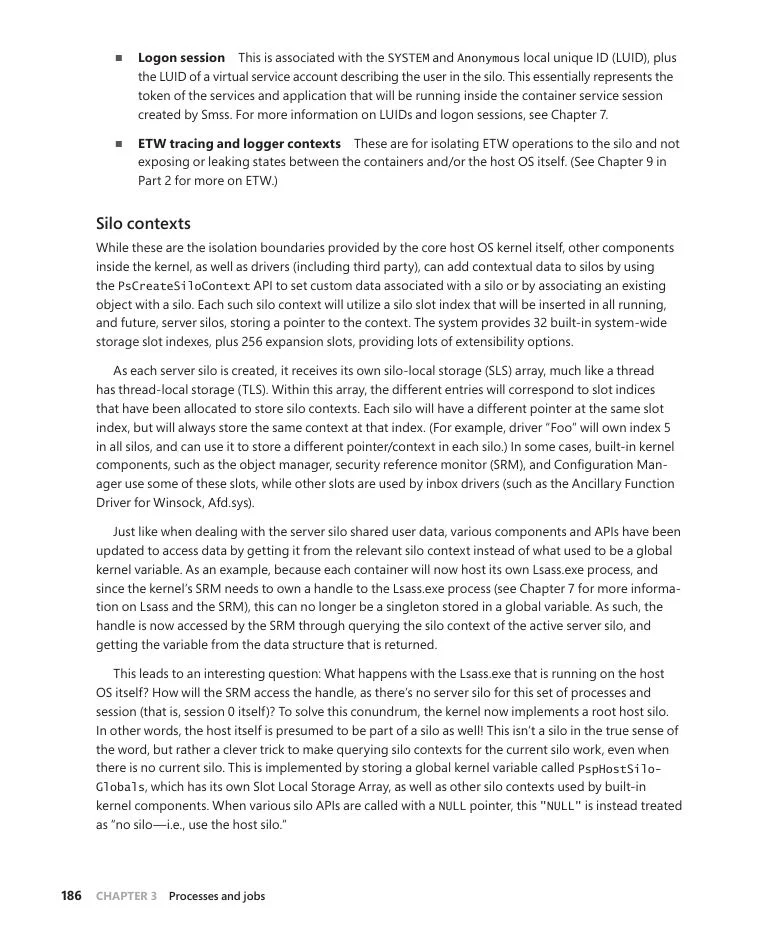 ■ Logon session This is associated with the SYSTEM and Anonymous local unique ID (LUID), plus
the LUID of a virtual service account describing the user in the silo. This essentially represents the
token of the services and application that will be running inside the container service session
created by Smss. For more information on LUIDs and logon sessions, see Chapter 7.
■ ETW tracing and logger contexts These are for isolating ETW operations to the silo and not
exposing or leaking states between the containers and/or the host OS itself. (See Chapter 9 in
Part 2 for more on ETW.)
Silo contexts
While these are the isolation boundaries provided by the core host OS kernel itself, other components
inside the kernel, as well as drivers (including third party), can add contextual data to silos by using
the PsCreateSiloContext API to set custom data associated with a silo or by associating an existing
object with a silo. Each such silo context will utilize a silo slot index that will be inserted in all running,
and future, server silos, storing a pointer to the context. The system provides 32 built-in system-wide
storage slot indexes, plus 256 expansion slots, providing lots of extensibility options.
As each server silo is created, it receives its own silo-local storage (SLS) array, much like a thread
has thread-local storage (TLS). Within this array, the different entries will correspond to slot indices
that have been allocated to store silo contexts. Each silo will have a different pointer at the same slot
index, but will always store the same context at that index. (For example, driver “Foo” will own index 5
in all silos, and can use it to store a different pointer/context in each silo.) In some cases, built-in kernel
components, such as the object manager, security reference monitor (SRM), and Configuration Man-
ager use some of these slots, while other slots are used by inbox drivers (such as the Ancillary Function
Driver for Winsock, Afd.sys).
Just like when dealing with the server silo shared user data, various components and APIs have been
updated to access data by getting it from the relevant silo context instead of what used to be a global
kernel variable. As an example, because each container will now host its own Lsass.exe process, and
since the kernel’s SRM needs to own a handle to the Lsass.exe process (see Chapter 7 for more informa-
tion on Lsass and the SRM), this can no longer be a singleton stored in a global variable. As such, the
handle is now accessed by the SRM through querying the silo context of the active server silo, and
getting the variable from the data structure that is returned.
This leads to an interesting question: What happens with the Lsass.exe that is running on the host
OS itself? How will the SRM access the handle, as there’s no server silo for this set of processes and
session (that is, session 0 itself)? To solve this conundrum, the kernel now implements a root host silo.
In other words, the host itself is presumed to be part of a silo as well! This isn’t a silo in the true sense of
the word, but rather a clever trick to make querying silo contexts for the current silo work, even when
there is no current silo. This is implemented by storing a global kernel variable called PspHostSilo-
Globals, which has its own Slot Local Storage Array, as well as other silo contexts used by built-in
kernel components. When various silo APIs are called with a NULL pointer, this "NULL" is instead treated
as “no silo—i.e., use the host silo.”
186 CHAPTER 3 Processes and jobs